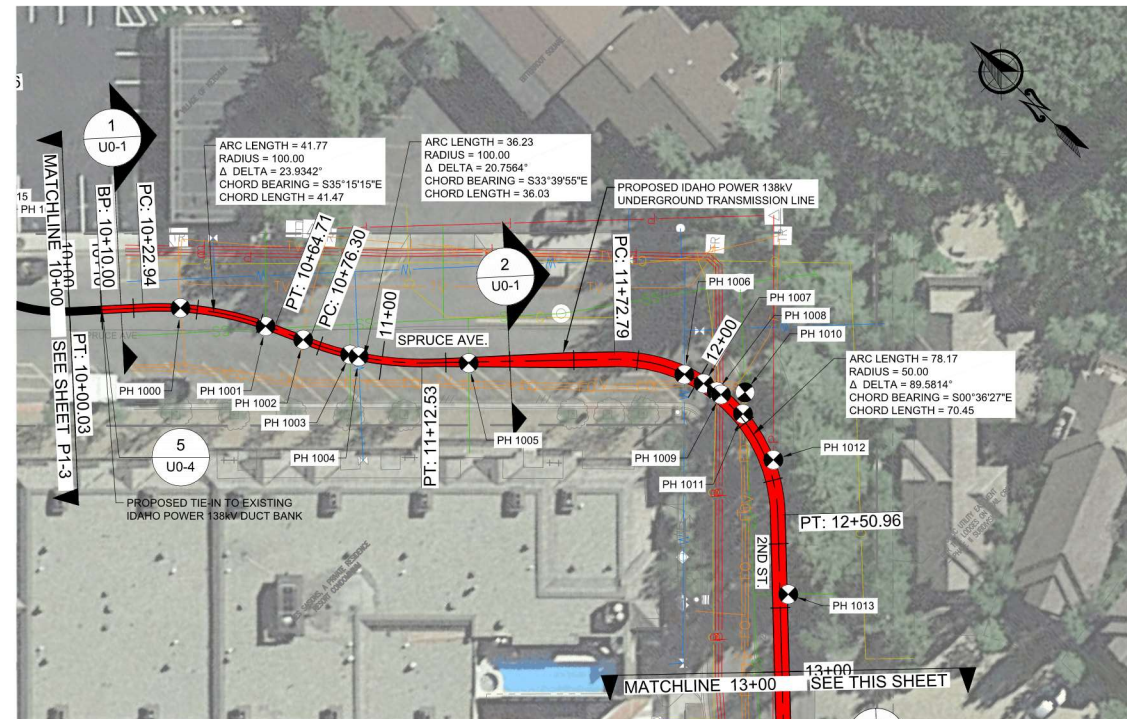 1
U0-1
ARC LENGTH = 41.77
RADIUS = 100.00
Δ DELTA = 23.9342°
CHORD BEARING = S35°15'15"E
CHORD LENGTH = 41.47
ARC LENGTH = 36.23
RADIUS = 100.00
Δ DELTA = 20.7564°
CHORD BEARING = S33°39'55"E
CHORD LENGTH = 36.03
PROPOSED IDAHO POWER 138kV
UNDERGROUND TRANSMISSION LINE
N
MATCHLINE 10+00 SEE SHEET P1-3
10+00
10+10
BP: 10+10.00
PC: 10+22.94
PT: 10+00.03
PT: 10+64.71
PC: 10+76.30
11+00
2
U0-1
PC: 11+72.79
SPRUCE AVE.
PT: 11+12.53
12+00
PH 1006
PH 1007
PH 1008
PH 1010
ARC LENGTH = 78.17
RADIUS = 50.00
Δ DELTA = 89.5814°
CHORD BEARING = S00°36'27"E
CHORD LENGTH = 70.45
PH 1000
PH 1001
PH 1002
PH 1003
PH 1004
PH 1005
PH 1009
PH 1011
PH 1012
5
U0-4
PROPOSED TIE-IN TO EXISTING
IDAHO POWER 138kV DUCT BANK
PT: 12+50.96
2ND ST.
PH 1013
13+00
MATCHLINE 13+00 SEE THIS SHEET